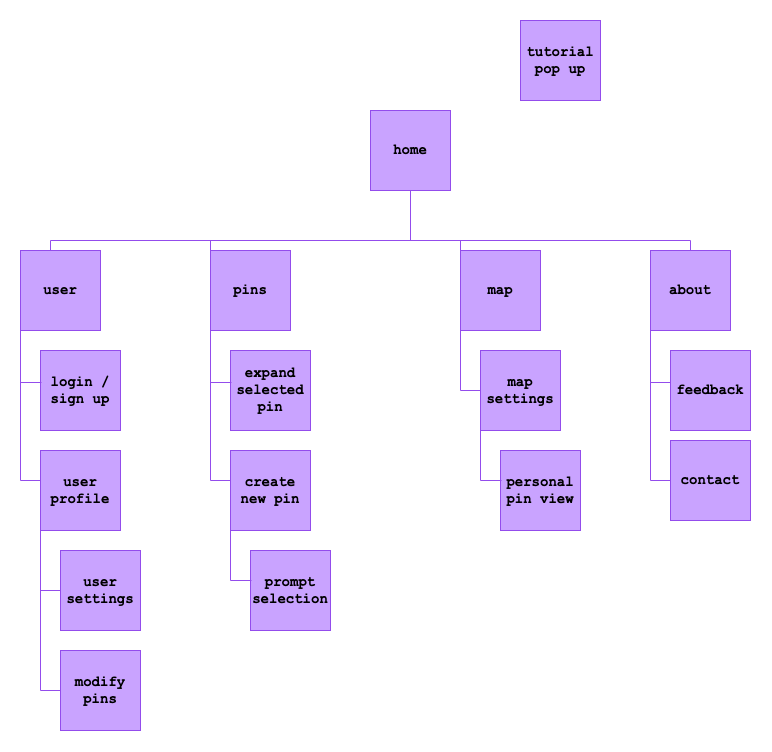 tutorial
pop up
home
user
pins
map
about
login /
sign up
expand
selected
pin
map
settings
feedback
user
profile
create
new pin
personal
pin view
contact
user
settings
prompt
selection
modify
pins